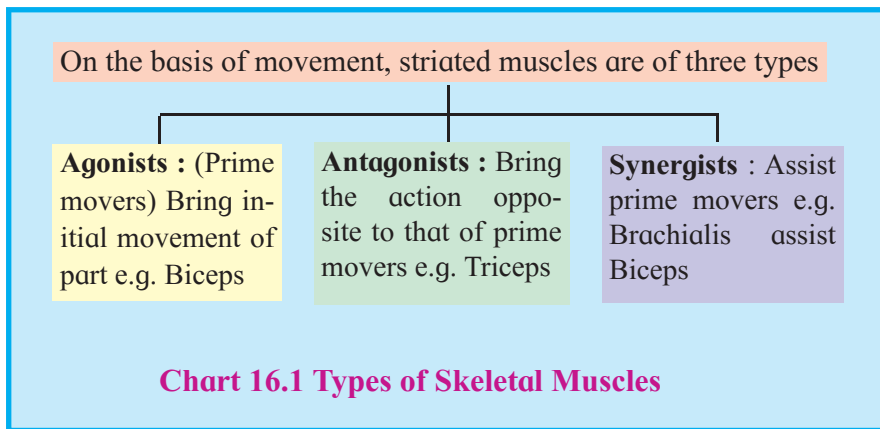 On the basis of movement, striated muscles are of three types
Agonists : (Prime
movers) Bring in-
itial movement of
part e.g. Biceps
Antagonists : Bring
the action oppo-
site to that of prime
movers e.g. Triceps
Synergists : Assist
prime movers e.g.
Brachialis assist
Biceps
Chart 16.1 Types of Skeletal Muscles